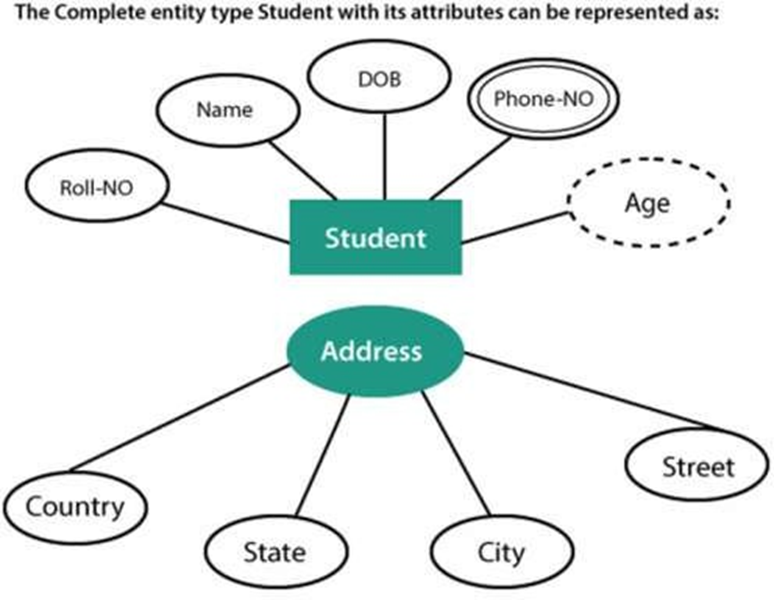 The Complete entity type Student with its attributes can be represented as:
DOB
Name
Phone-NO
Roll-NO
Age
Student
Address
Country
State
City
Street